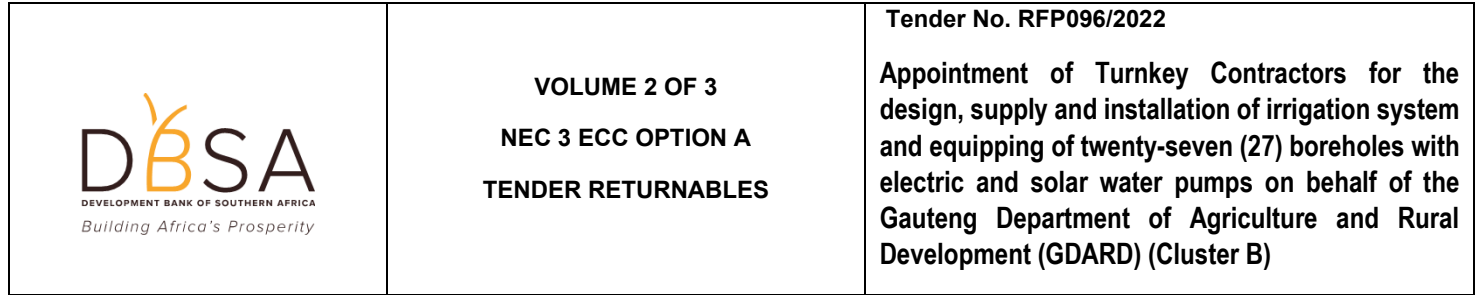 DBSA
DEVELOPMENT BANK OF SOUTHERN AFRICA
Building Africa's Prosperity
VOLUME 2 OF 3
NEC 3 ECC OPTION A
TENDER RETURNABLES
Tender No. RFP096/2022
Appointment of Turnkey Contractors for the
design, supply and installation of irrigation system
and equipping of twenty-seven (27) boreholes with
electric and solar water pumps on behalf of the
Gauteng Department of Agriculture and Rural
Development (GDARD) (Cluster B)